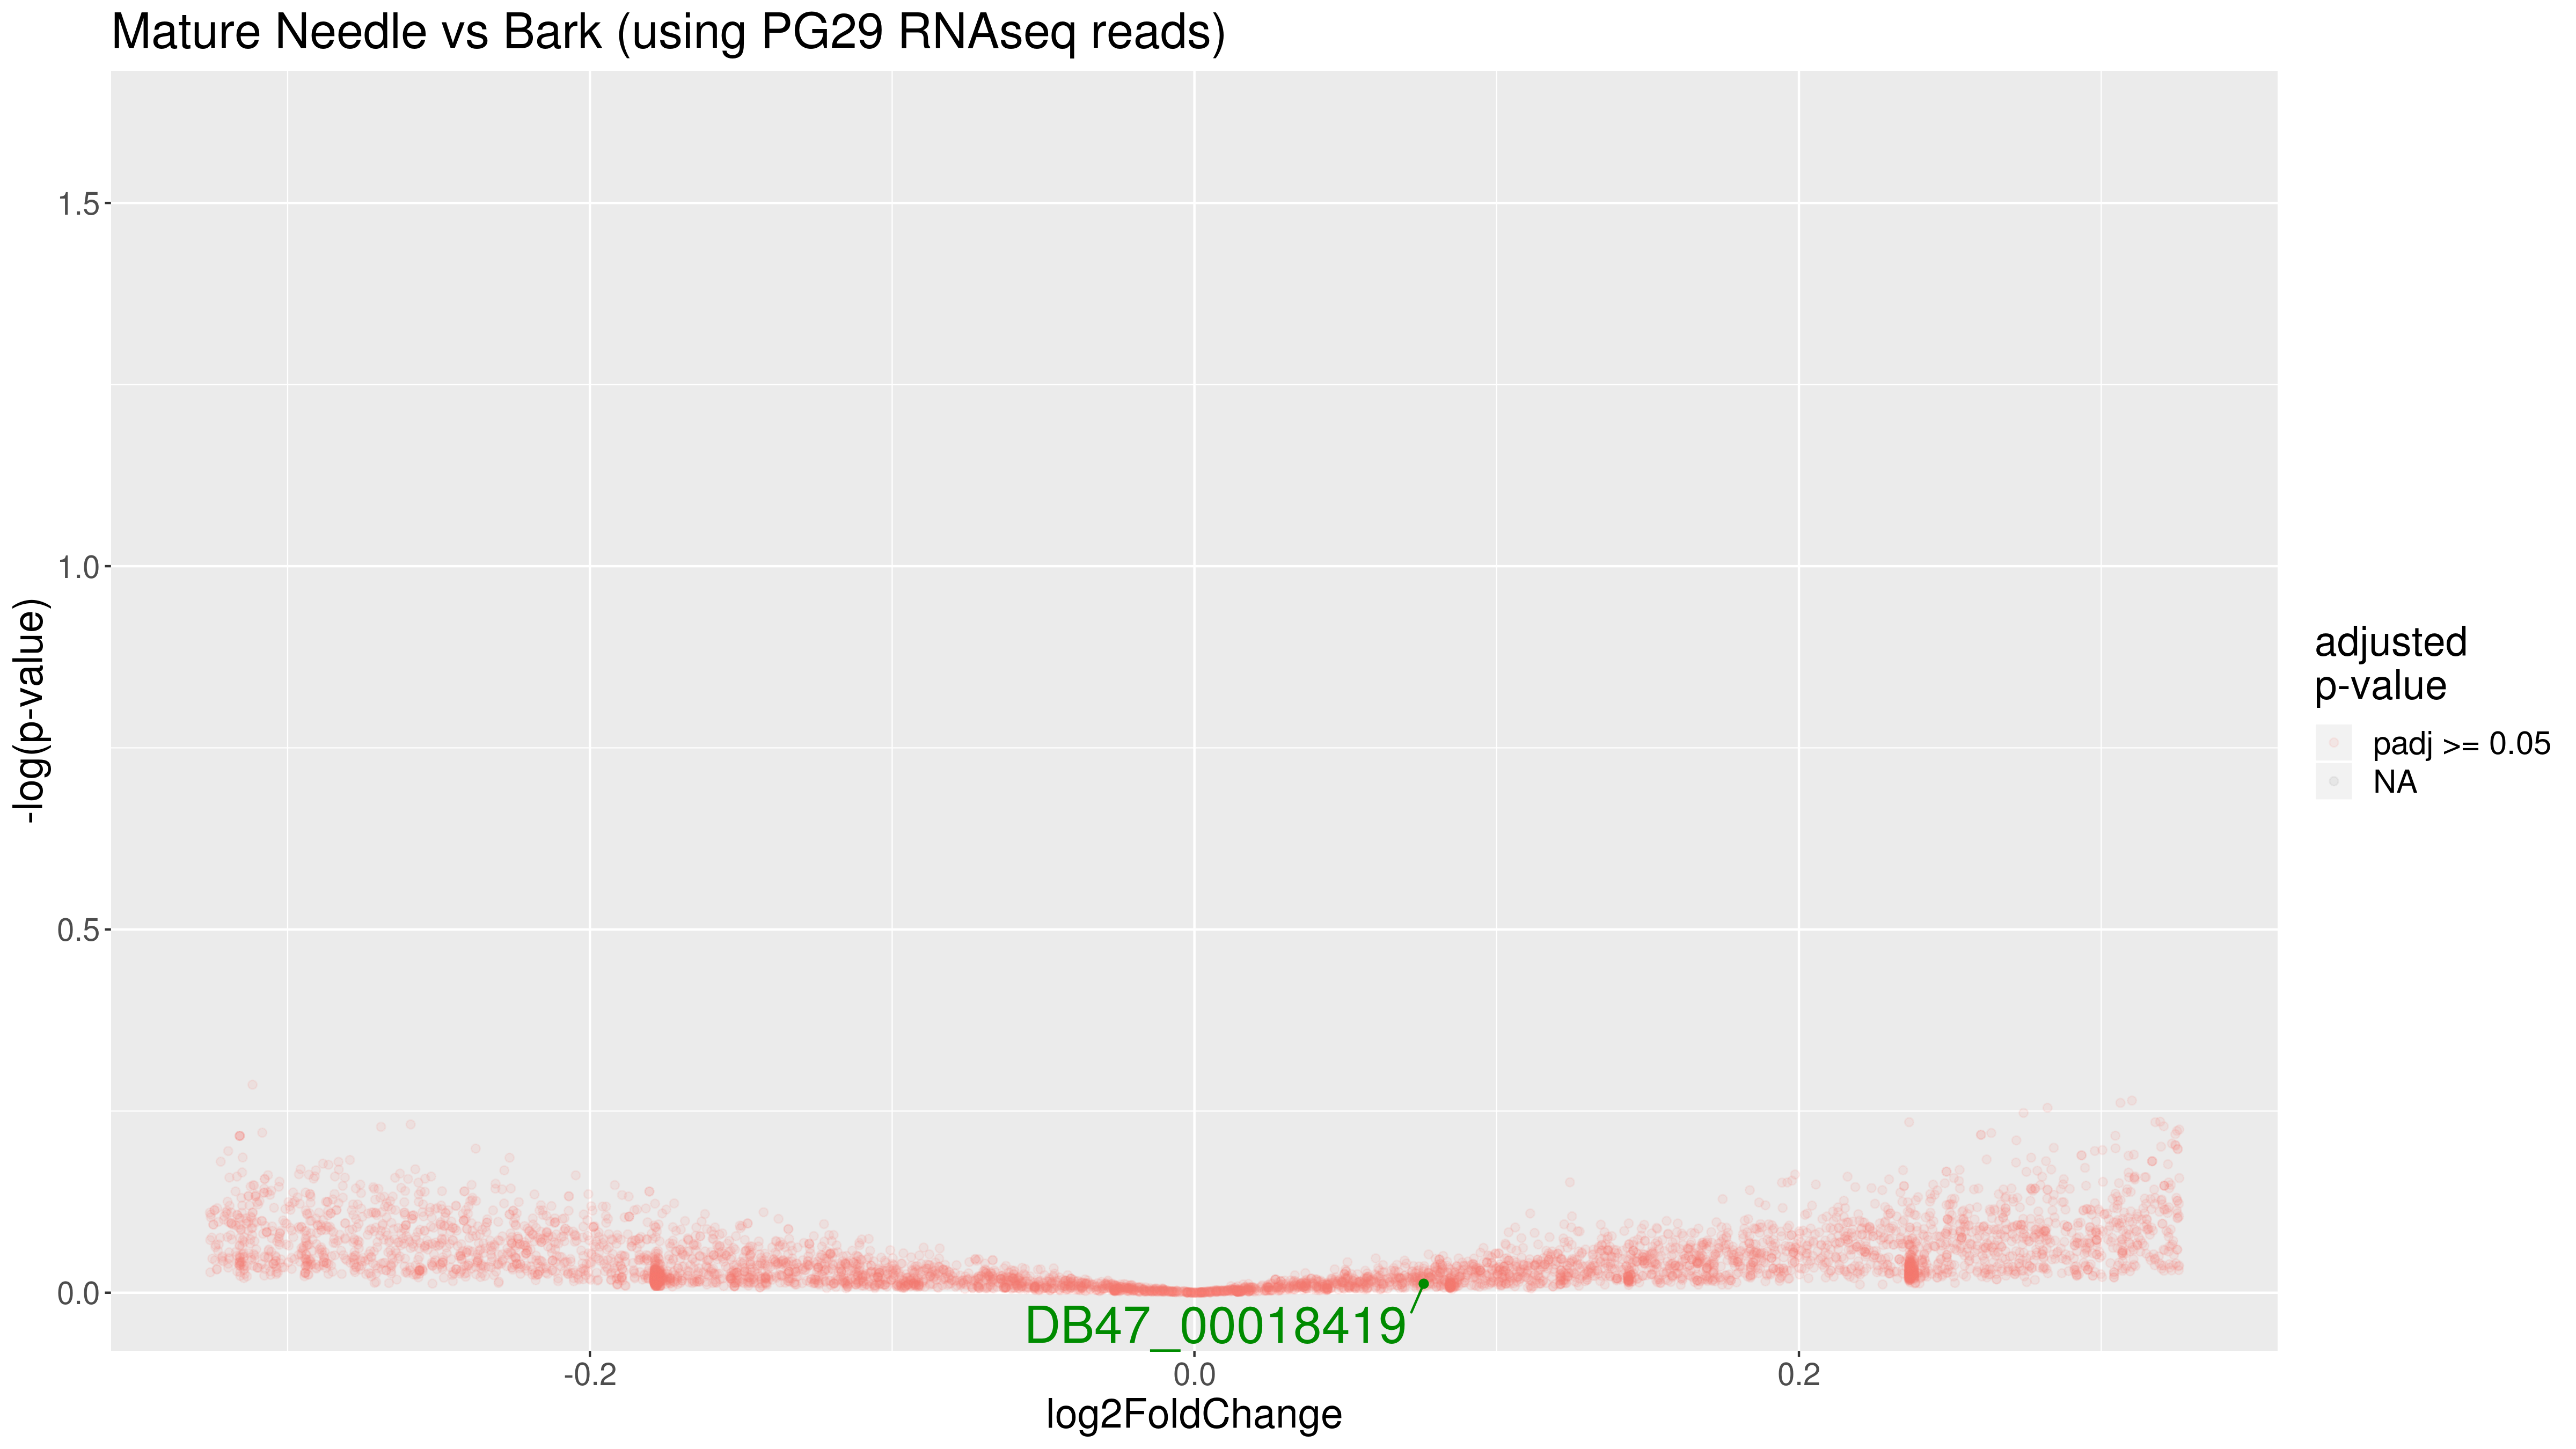 Mature Needle vs Bark (using PG29 RNAseq reads)
1.5
1.0
0.5
0.0
-log(p-value)
DB47_00018419
-0.2
0.0
0.2
log2FoldChange
adjusted
p-value
padj >= 0.05
NA